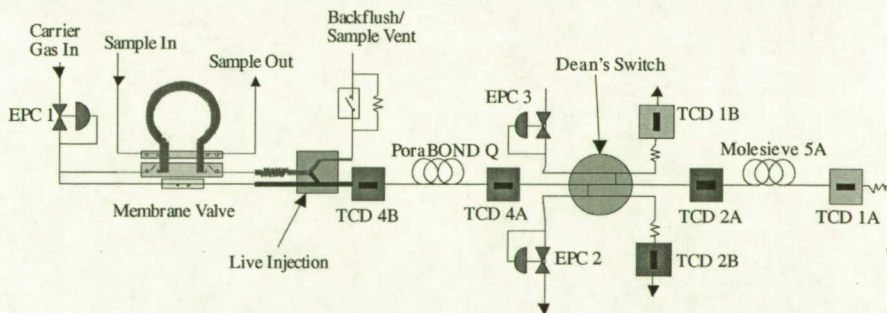 Carrier
Gas In
Sample In
Sample Out
Backflush/
Sample Vent
Dean's Switch
EPC 1
EPC 3
TCD 1B
PoraBOND Q
Molesieve 5A
Membrane Valve
TCD 4B
TCD 4A
TCD 2A
TCD 1A
Live Injection
EPC 2
TCD 2B